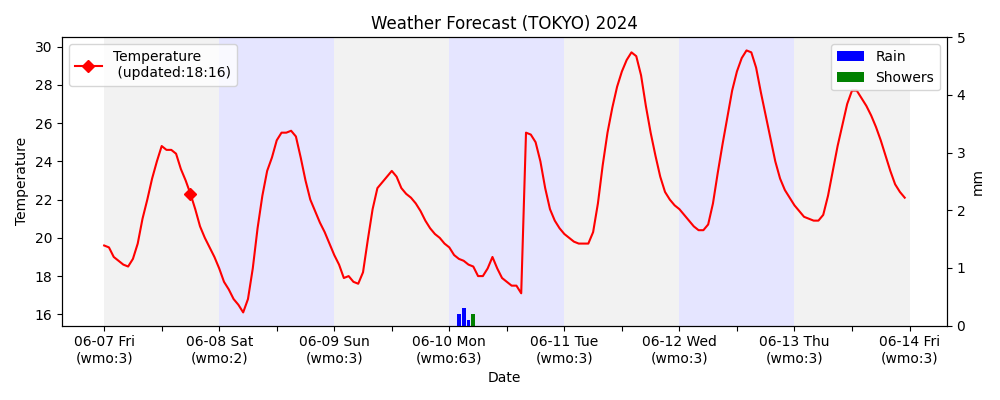 Weather Forecast (TOKYO) 2024
Temperature
(updated:18:16)
Rain
Showers
Temperature
30
28
26
24
22
20
18
16
5
4
3
2
1
0
mm
06-07 Fri
(wmo:3)
06-08 Sat
(wmo:2)
06-09 Sun
(wmo:3)
06-10 Mon
(wmo:63)
06-11 Tue
(wmo:3)
06-12 Wed
(wmo:3)
06-13 Thu
(wmo:3)
06-14 Fri
(wmo:3)
Date